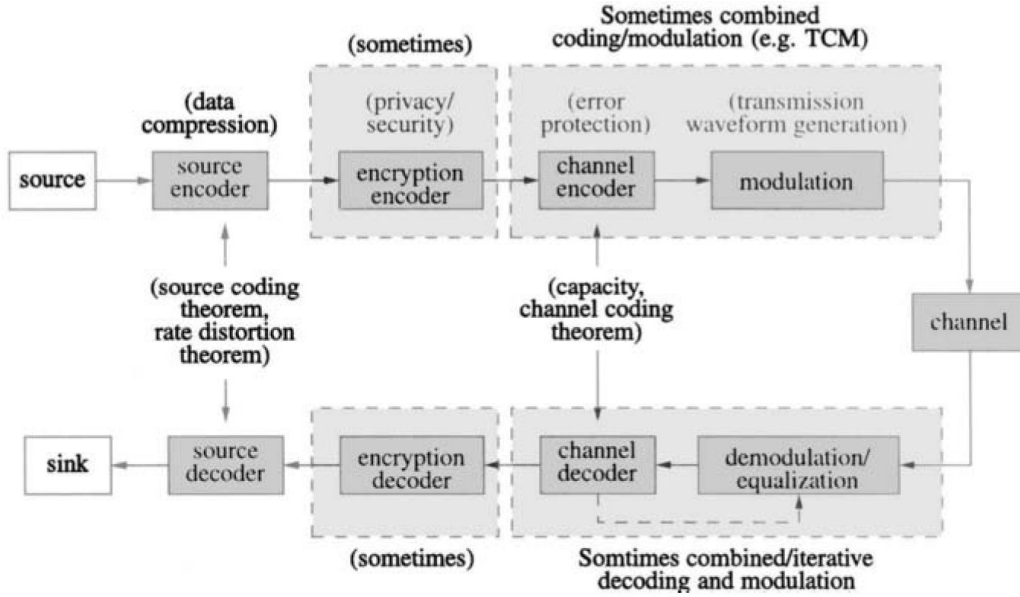 Sometimes combined
coding/modulation (e.g. TCM)
(sometimes)
(data
compression)
(privacy/
security)
(error
protection)
(transmission
waveform generation)
source
source
encoder
encryption
encoder
channel
encoder
modulation
(source coding
theorem,
rate distortion
theorem)
(capacity,
channel coding
theorem)
channel
sink
source
decoder
encryption
decoder
channel
decoder
demodulation/
equalization
(sometimes)
Somtimes combined/iterative
decoding and modulation